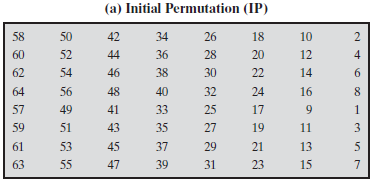 (a) Initial Permutation (IP)
58 50 42 34 26 18 10 2
60 52 44 36 28 20 12 4
62 54 46 38 30 22 14 6
64 56 48 40 32 24 16 8
57 49 41 33 25 17 9 1
59 51 43 35 27 19 11 3
61 53 45 37 29 21 13 5
63 55 47 39 31 23 15 7